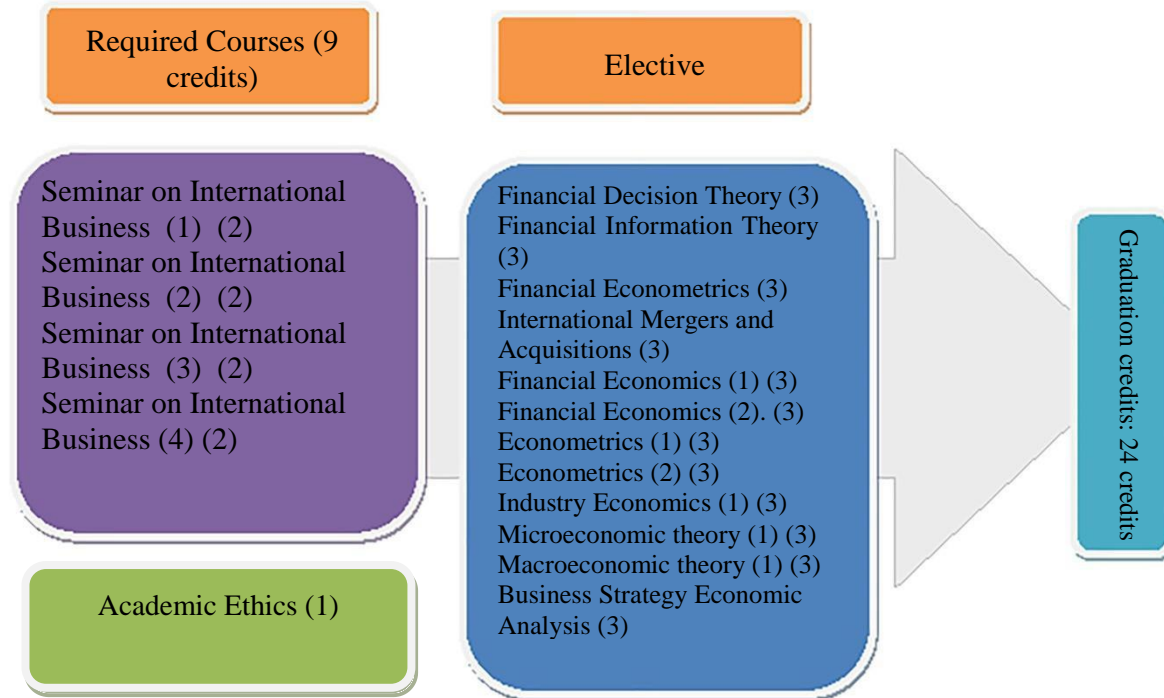 Required Courses (9
credits)
Elective
Seminar on International
Business (1) (2)
Seminar on International
Business (2) (2)
Seminar on International
Business (3) (2)
Seminar on International
Business (4) (2)
Academic Ethics (1)
Financial Decision Theory (3)
Financial Information Theory
(3)
Financial Econometrics (3)
International Mergers and
Acquisitions (3)
Financial Economics (1) (3)
Financial Economics (2). (3)
Econometrics (1) (3)
Econometrics (2) (3)
Industry Economics (1) (3)
Microeconomic theory (1) (3)
Macroeconomic theory (1) (3)
Business Strategy Economic
Analysis (3)
Graduation credits: 24 credits